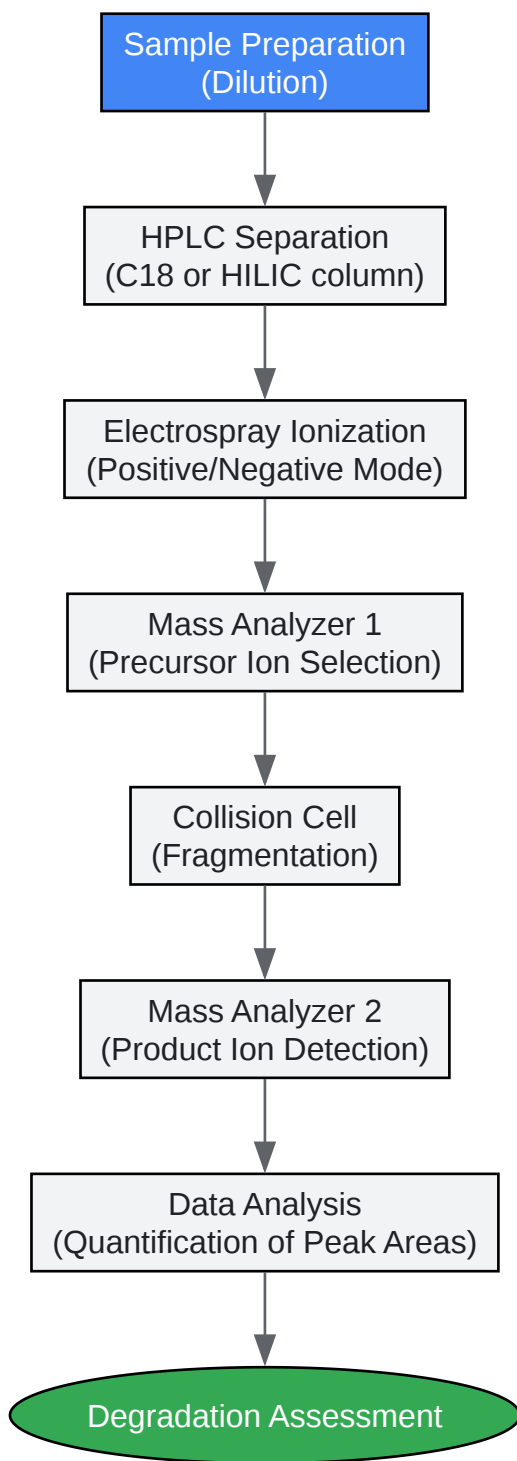 Sample Preparation
(Dilution)
HPLC Separation
(C18 or HILIC column)
Electrospray Ionization
(Positive/Negative Mode)
Mass Analyzer 1
(Precursor Ion Selection)
Collision Cell
(Fragmentation)
Mass Analyzer 2
(Product Ion Detection)
Data Analysis
(Quantification of Peak Areas)
Degradation Assessment